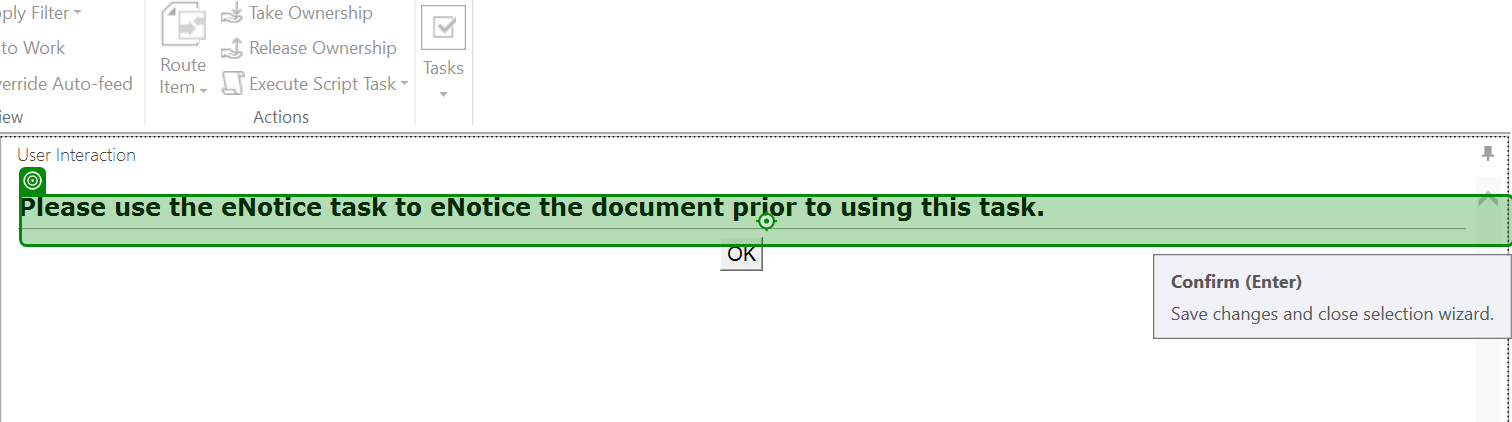 ply Filter
Take Ownership
to Work
Release Ownership
Route
Item
Tasks
erride Auto-feed
Execute Script Task
iew
Actions
User Interaction
Please use the eNotice task to eNotice the document prior to using this task.
OK
Confirm (Enter)
Save changes and close selection wizard.